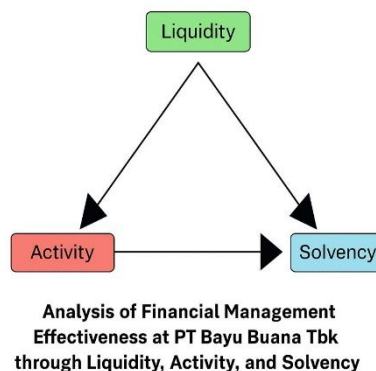 Liquidity
Activity
Solvency
Analysis of Financial Management
Effectiveness at PT Bayu Buana Tbk
through Liquidity, Activity, and Solvency